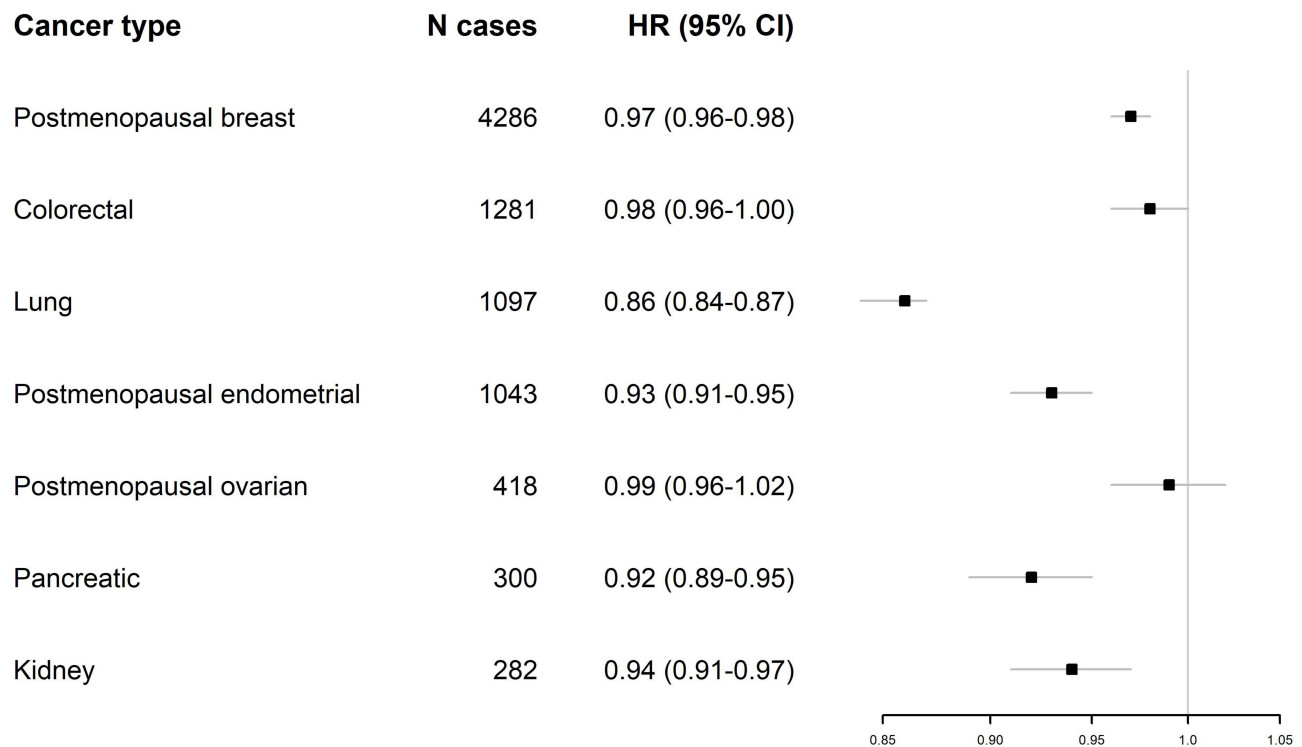 Cancer type N cases HR (95% CI)
Postmenopausal breast 4286 0.97 (0.96-0.98)
Colorectal 1281 0.98 (0.96-1.00)
Lung 1097 0.86 (0.84-0.87)
Postmenopausal endometrial 1043 0.93 (0.91-0.95)
Postmenopausal ovarian 418 0.99 (0.96-1.02)
Pancreatic 300 0.92 (0.89-0.95)
Kidney 282 0.94 (0.91-0.97)
0.85 0.90 0.95 1.0 1.05